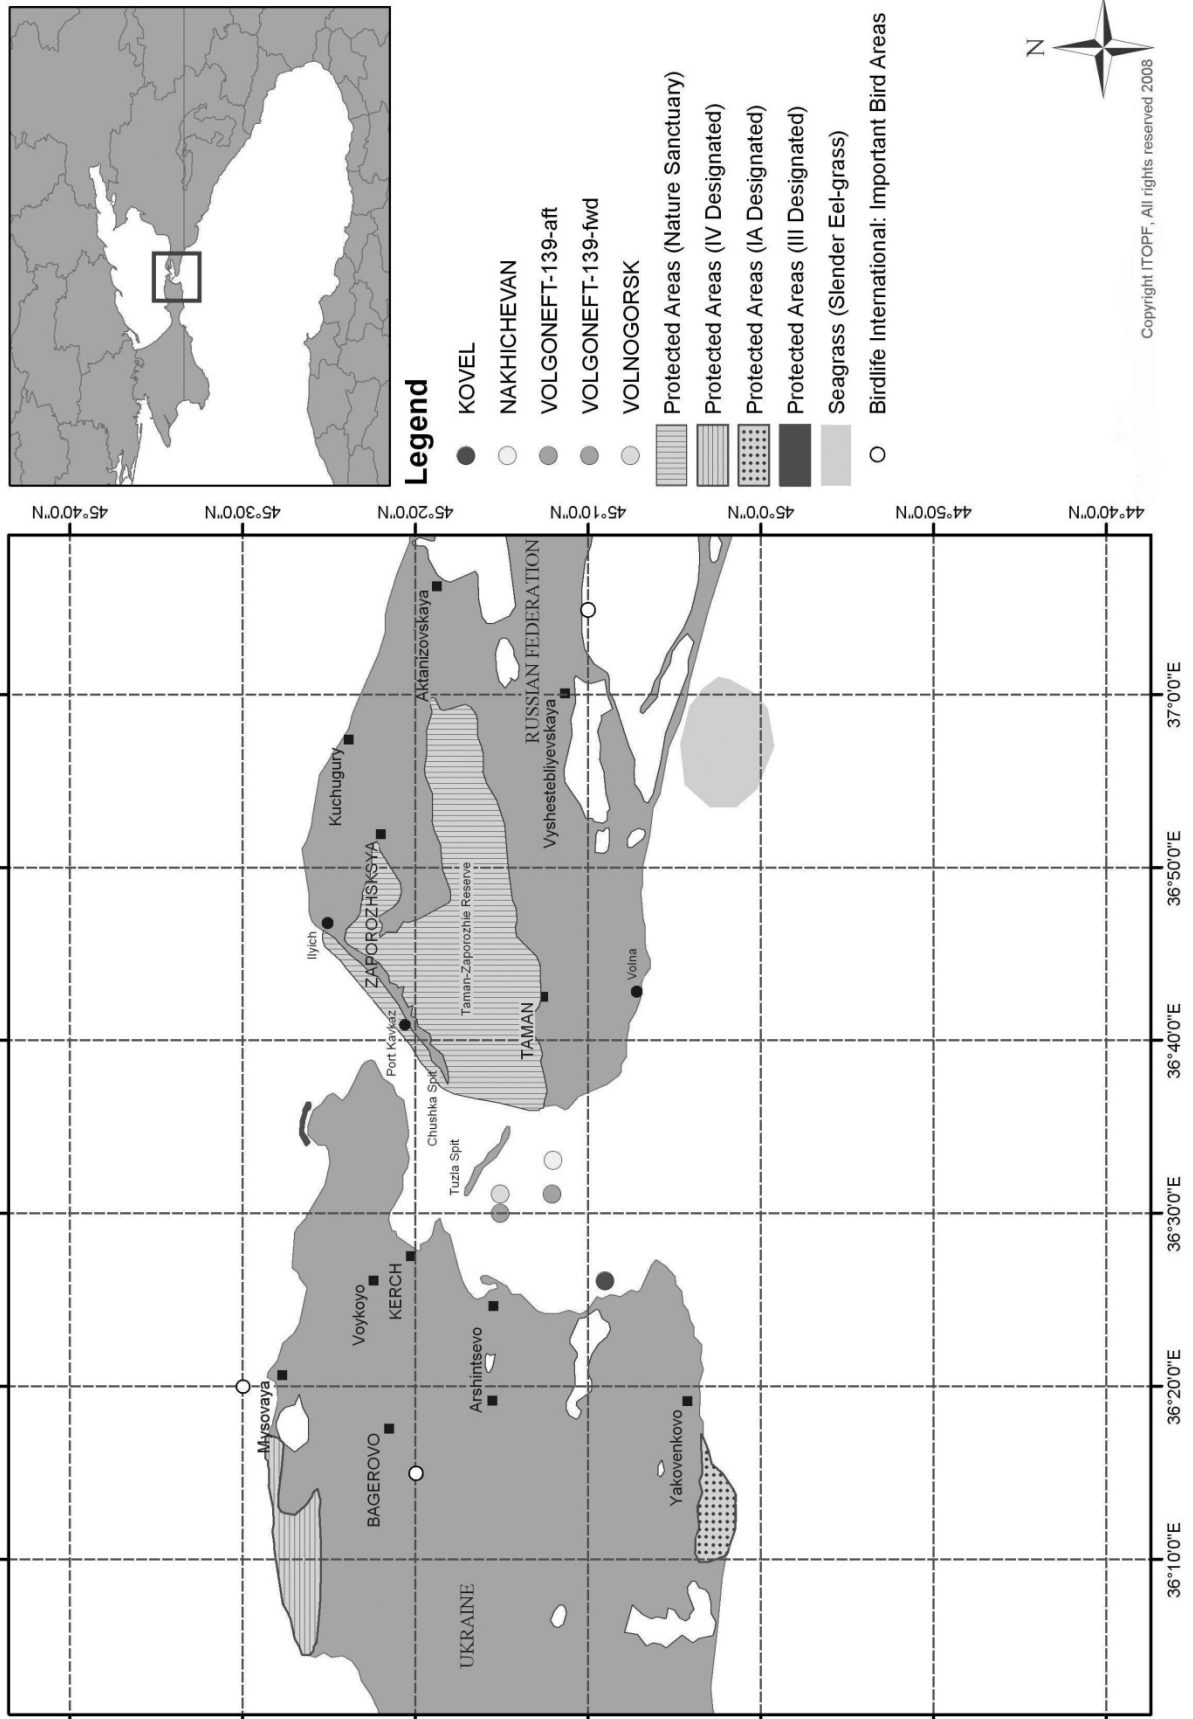 45°40'0"N
45°30'0"N
45°20'0"N
45°10'0"N
45°0'0"N
44°50'0"N
44°40'0"N
36°10'0"E
36°20'0"E
36°30'0"E
36°40'0"E
36°50'0"E
37°0'0"E
UKRAINE
Mysovaya
BAGEROVO
Voykoyo
KERCH
Arshintsevo
Yakovenkovo
Tuzla Spit
Chushka Spit
Port Kavkaz
Ilyich
ZAPOROZHSKSYA
Kuchugury
Aktanizovskaya
Taman-Zaporozhie Reserve
TAMAN
Volna
Vyshestebliyevskaya
RUSSIAN FEDERATION
Legend
KOVEL
NAKHICHEVAN
VOLGONEFT-139-aft
VOLGONEFT-139-fwd
VOLNOGORSK
Protected Areas (Nature Sanctuary)
Protected Areas (IV Designated)
Protected Areas (IA Designated)
Protected Areas (III Designated)
Seagrass (Slender Eel-grass)
Birdlife International: Important Bird Areas
N
Copyright ITOPF, All rights reserved 2008